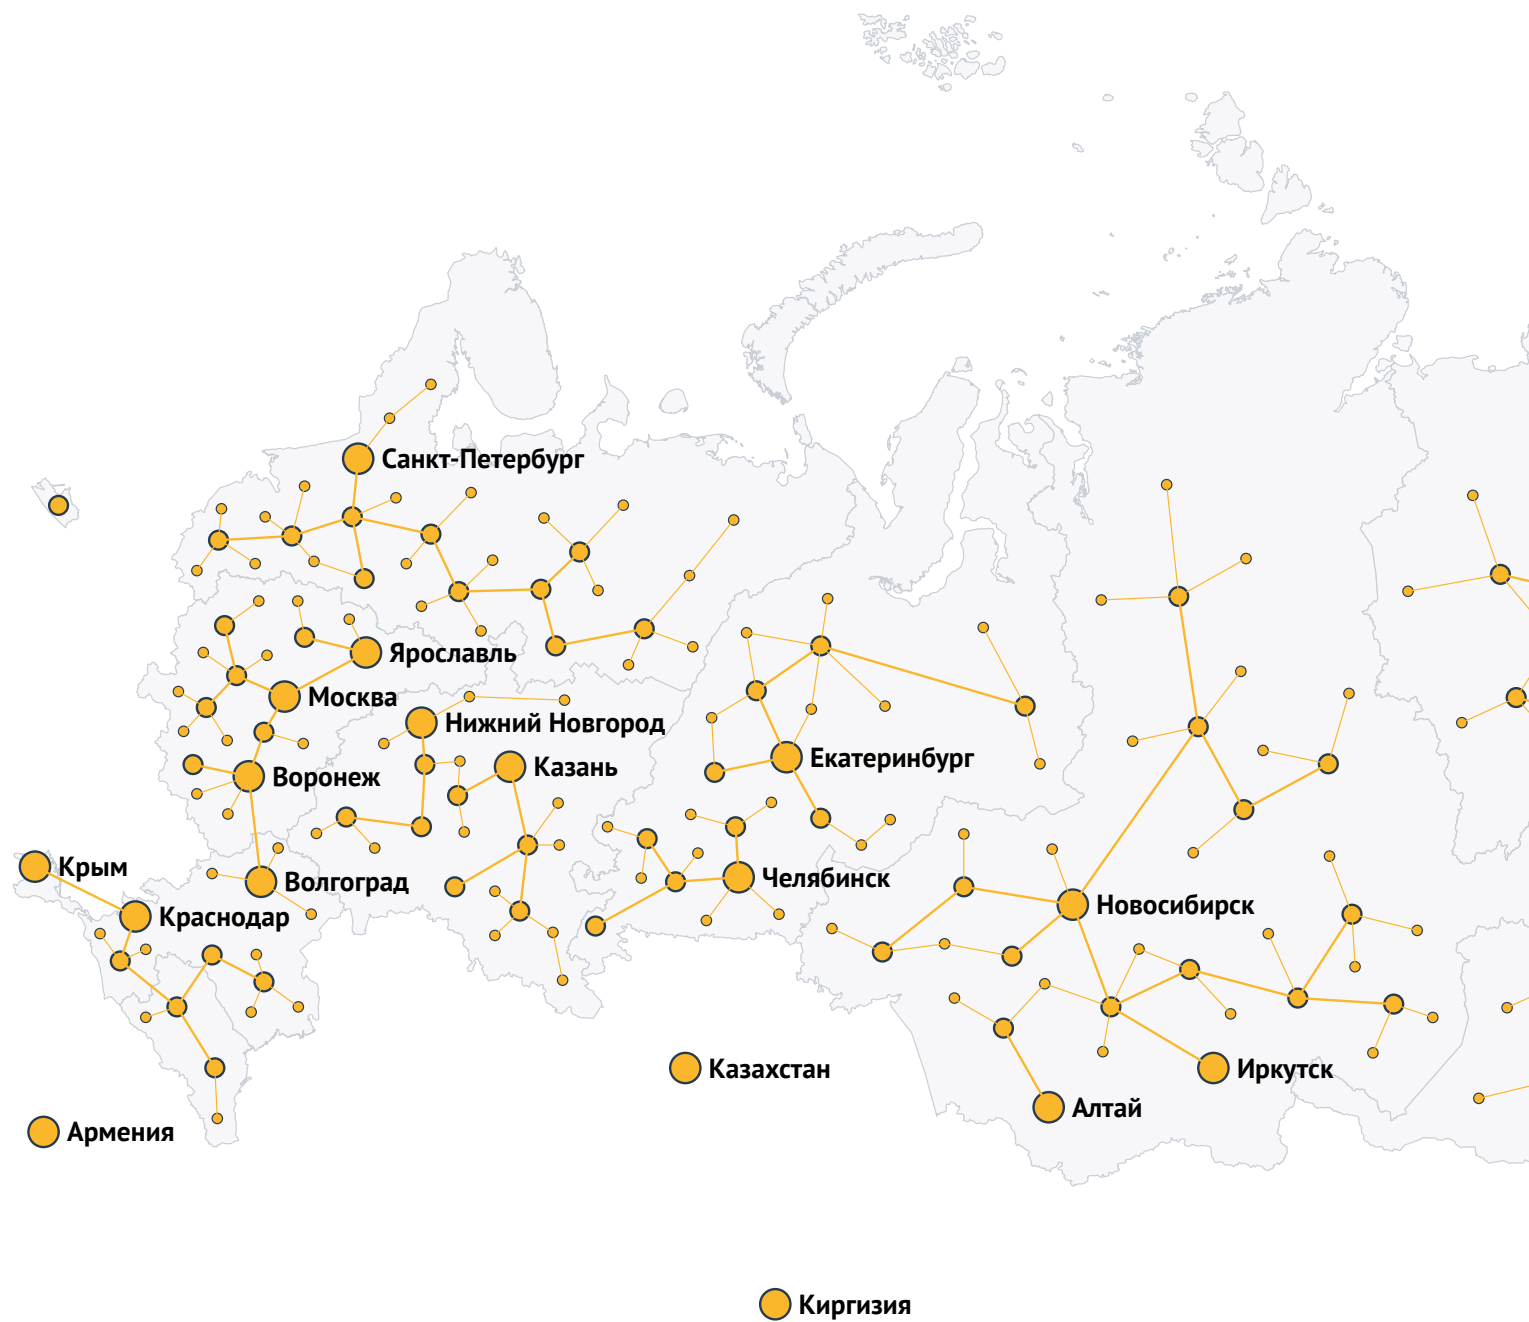 Санкт-Петербург
Ярославль
Москва
Нижний Новгород
Казань
Екатеринбург
Воронеж
Крым
Волгоград
Челябинск
Краснодар
Новосибирск
Казахстан
Иркутск
Алтай
Армения
Киргизия